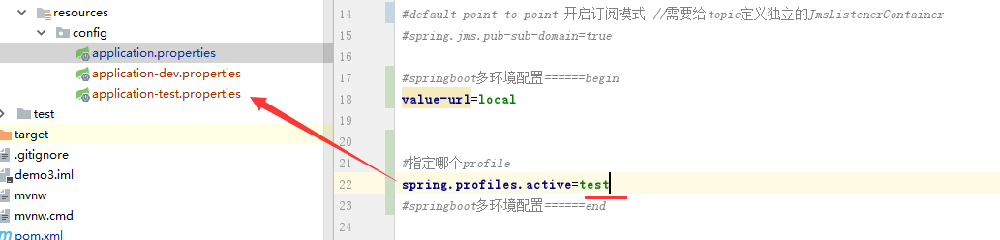 resources
config
application.properties
application-dev.properties
application-test.properties
test
target
.gitignore
demo3.iml
mvnw
mvnw.cmd
pom.xml
14 #default point to point 开启订阅模式 //需要给topic定义独立的JmsListenerContainer
15 #spring.jms.pub-sub-domain=true
16
17 #springboot多环境配置======begin
18 value-url=local
19
20
21 #指定哪个profile
22 spring.profiles.active=test
23 #springboot多环境配置======end
24